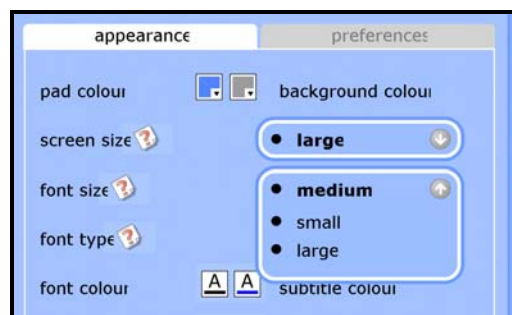 appearance preferences
pad colour background colour
screen size ? large
font size ? medium
small
font type ?
large
font colour A A subtitle colour